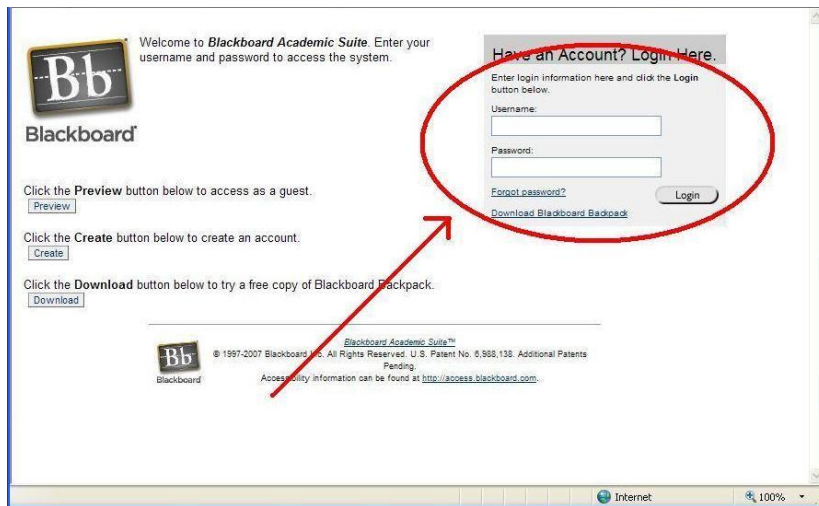 Bb
Blackboard
Welcome to Blackboard Academic Suite. Enter your
username and password to access the system.
Have an Account? Login Here.
Enter login information here and click the Login
button below.
Username:
Password:
Forgot password?
Login
Download Blackboard Backpack
Click the Preview button below to access as a guest.
Preview
Click the Create button below to create an account.
Create
Click the Download button below to try a free copy of Blackboard Backpack.
Download
Bb
Blackboard
Blackboard Academic Suite™
© 1997-2007 Blackboard Inc. All Rights Reserved. U.S. Patent No. 6,988,138. Additional Patents
Pending.
Accessibility information can be found at http://access.blackboard.com.
Internet
100%